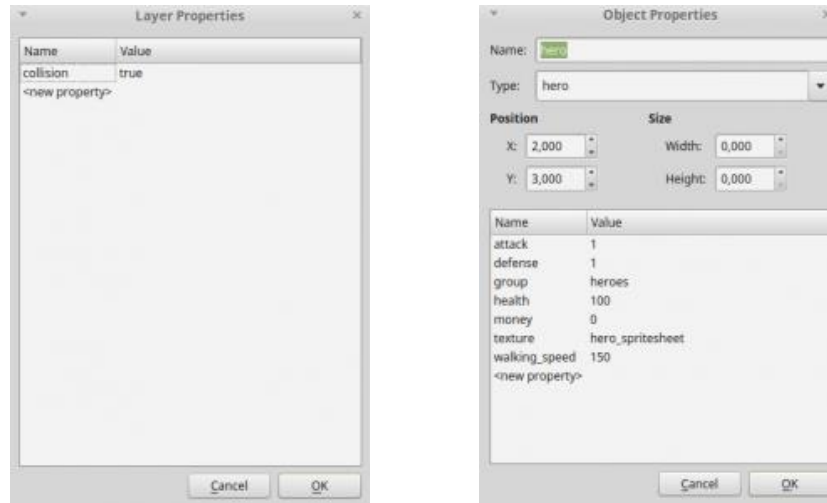 Layer Properties
Name Value
collision true
<new property>
Cancel OK
Object Properties
Name: hero
Type: hero
Position Size
X: 2,000 Width: 0,000
Y: 3,000 Height: 0,000
Name Value
attack 1
defense 1
group heroes
health 100
money 0
texture hero_spritesheet
walking_speed 150
<new property>
Cancel OK